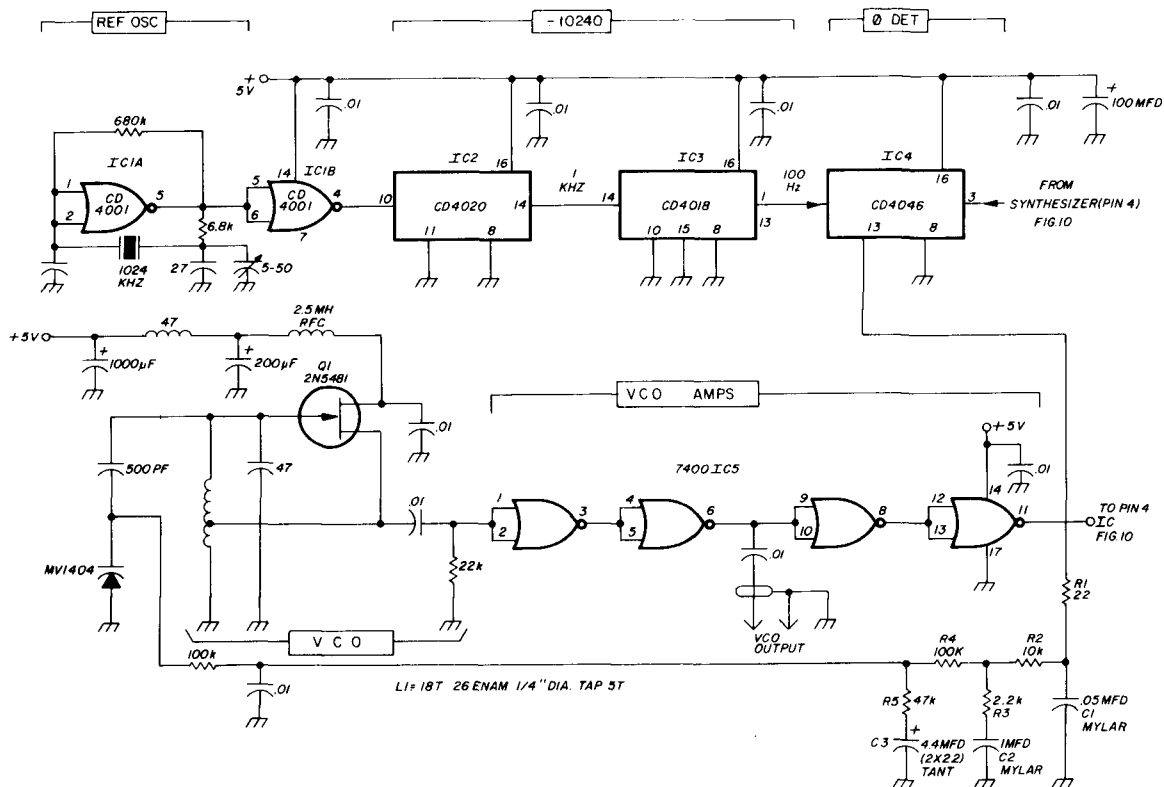 REF OSC
-10240
Ø DET
+
5V
.01
.01
.01
.01
+
100MFD
680k
IC1A
1
2
CD
4001
5
14
IC1B
5
6
CD
4001
4
7
6.8k
1024
KHZ
27
5-50
IC2
16
10
CD4020
14
11
8
1
KHZ
IC3
16
14
CD4018
1
13
10
15
8
100
Hz
IC4
16
CD4046
3
13
8
FROM
SYNTHESIZER(PIN 4)
FIG.10
+5V
+
1000µF
47
+
200µF
2.5MH
RFC
Q1
2N5481
.01
500PF
47
MV1404
.01
22k
VCO
VCO AMPS
7400 IC5
1
2
3
4
5
6
9
10
8
12
13
11
14
17
+5V
.01
.01
VCO
OUTPUT
TO PIN 4
IC
FIG.10
R1
22
100k
.01
L1= 18T 26 ENAM 1/4" DIA. TAP 5T
R4
100K
R2
10k
R5
47k
2.2k
R3
.05MFD
C1
MYLAR
C3
+
4.4MFD
(2X2.2)
TANT
1MFD
C2
MYLAR